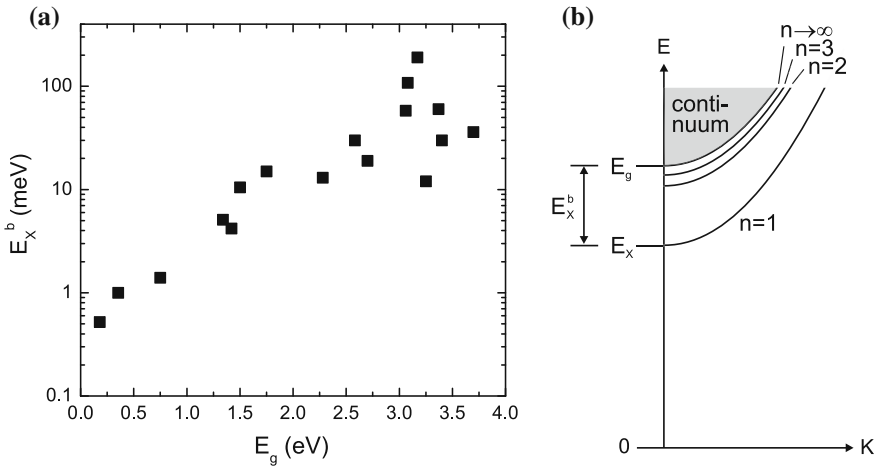 (a)
100
10
1
0.1
E_X^b (meV)
0.0 0.5 1.0 1.5 2.0 2.5 3.0 3.5 4.0
E_g (eV)
(b)
E
n→∞
n=3
n=2
conti-
nuum
E_g
E_X^b
n=1
E_X
0
K